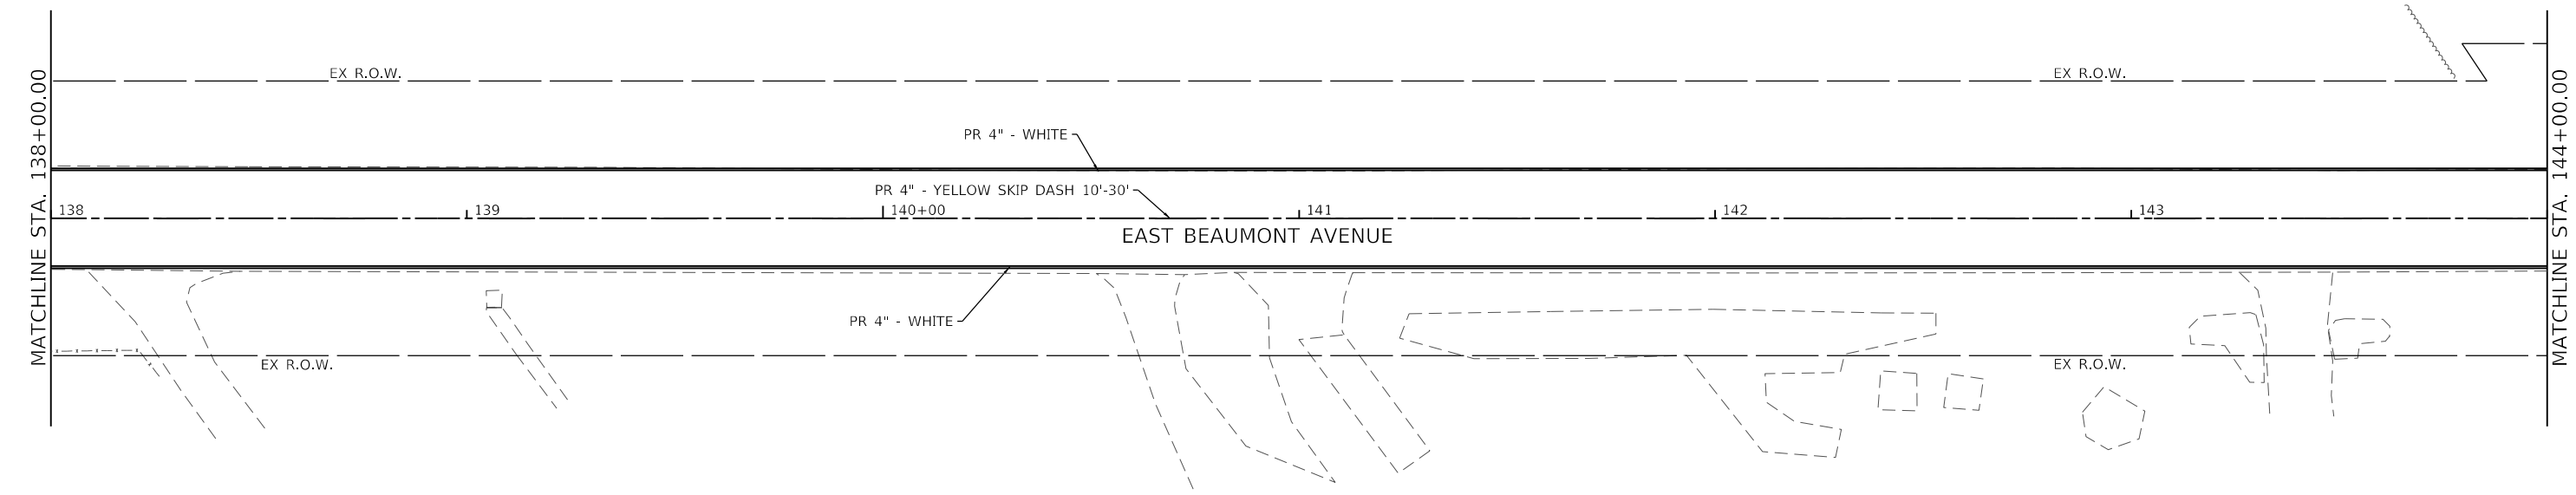 MATCHLINE STA. 138+00.00
EX R.O.W.
EX R.O.W.
PR 4" - WHITE
PR 4" - YELLOW SKIP DASH 10'-30'
138
139
140+00
141
142
143
EAST BEAUMONT AVENUE
PR 4" - WHITE
EX R.O.W.
EX R.O.W.
MATCHLINE STA. 144+00.00